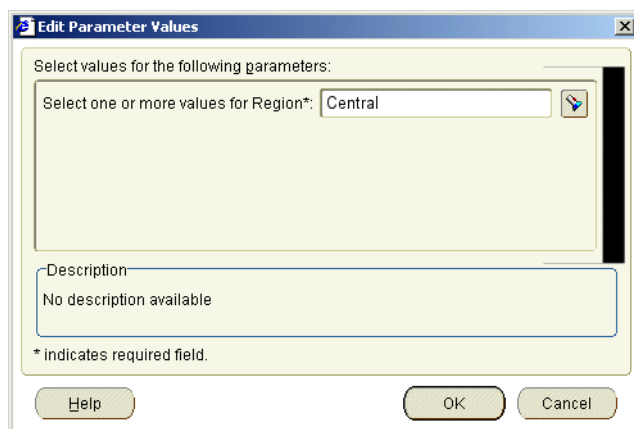 Edit Parameter Values
Select values for the following parameters:
Select one or more values for Region*: Central
Description
No description available
* indicates required field.
Help OK Cancel